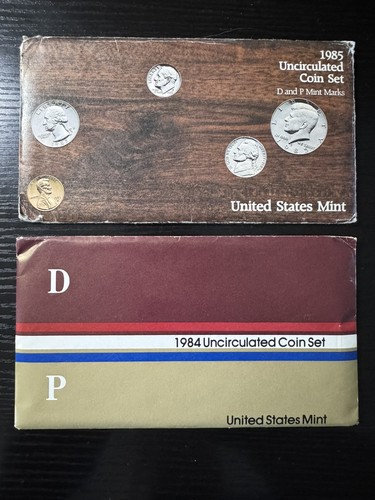 1985
Uncirculated
Coin Set
D and P Mint Marks
United States Mint
D
1984 Uncirculated Coin Set
P
United States Mint